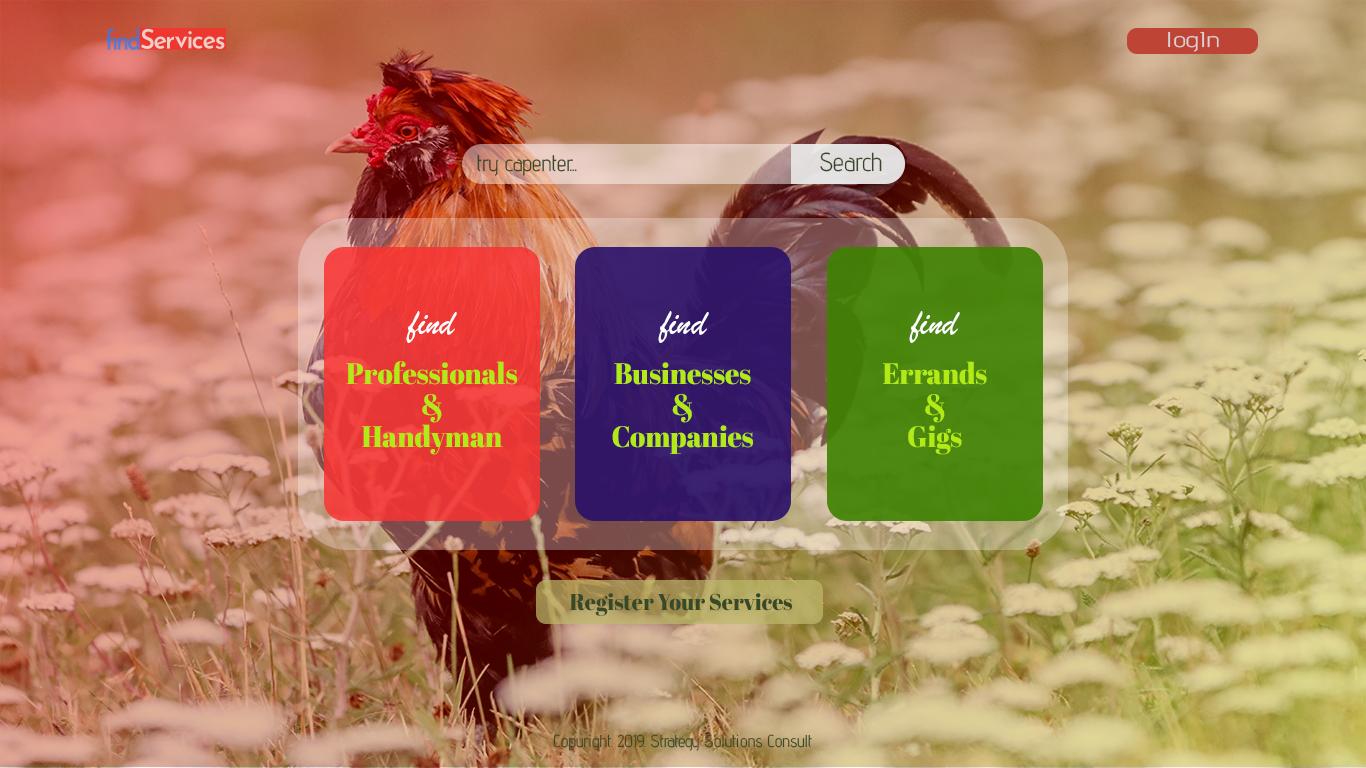 findServices
logIn
try capenter...
Search
find
Professionals
&
Handyman
find
Businesses
&
Companies
find
Errands
&
Gigs
Register Your Services
Copyright 2019. Strategy Solutions Consult